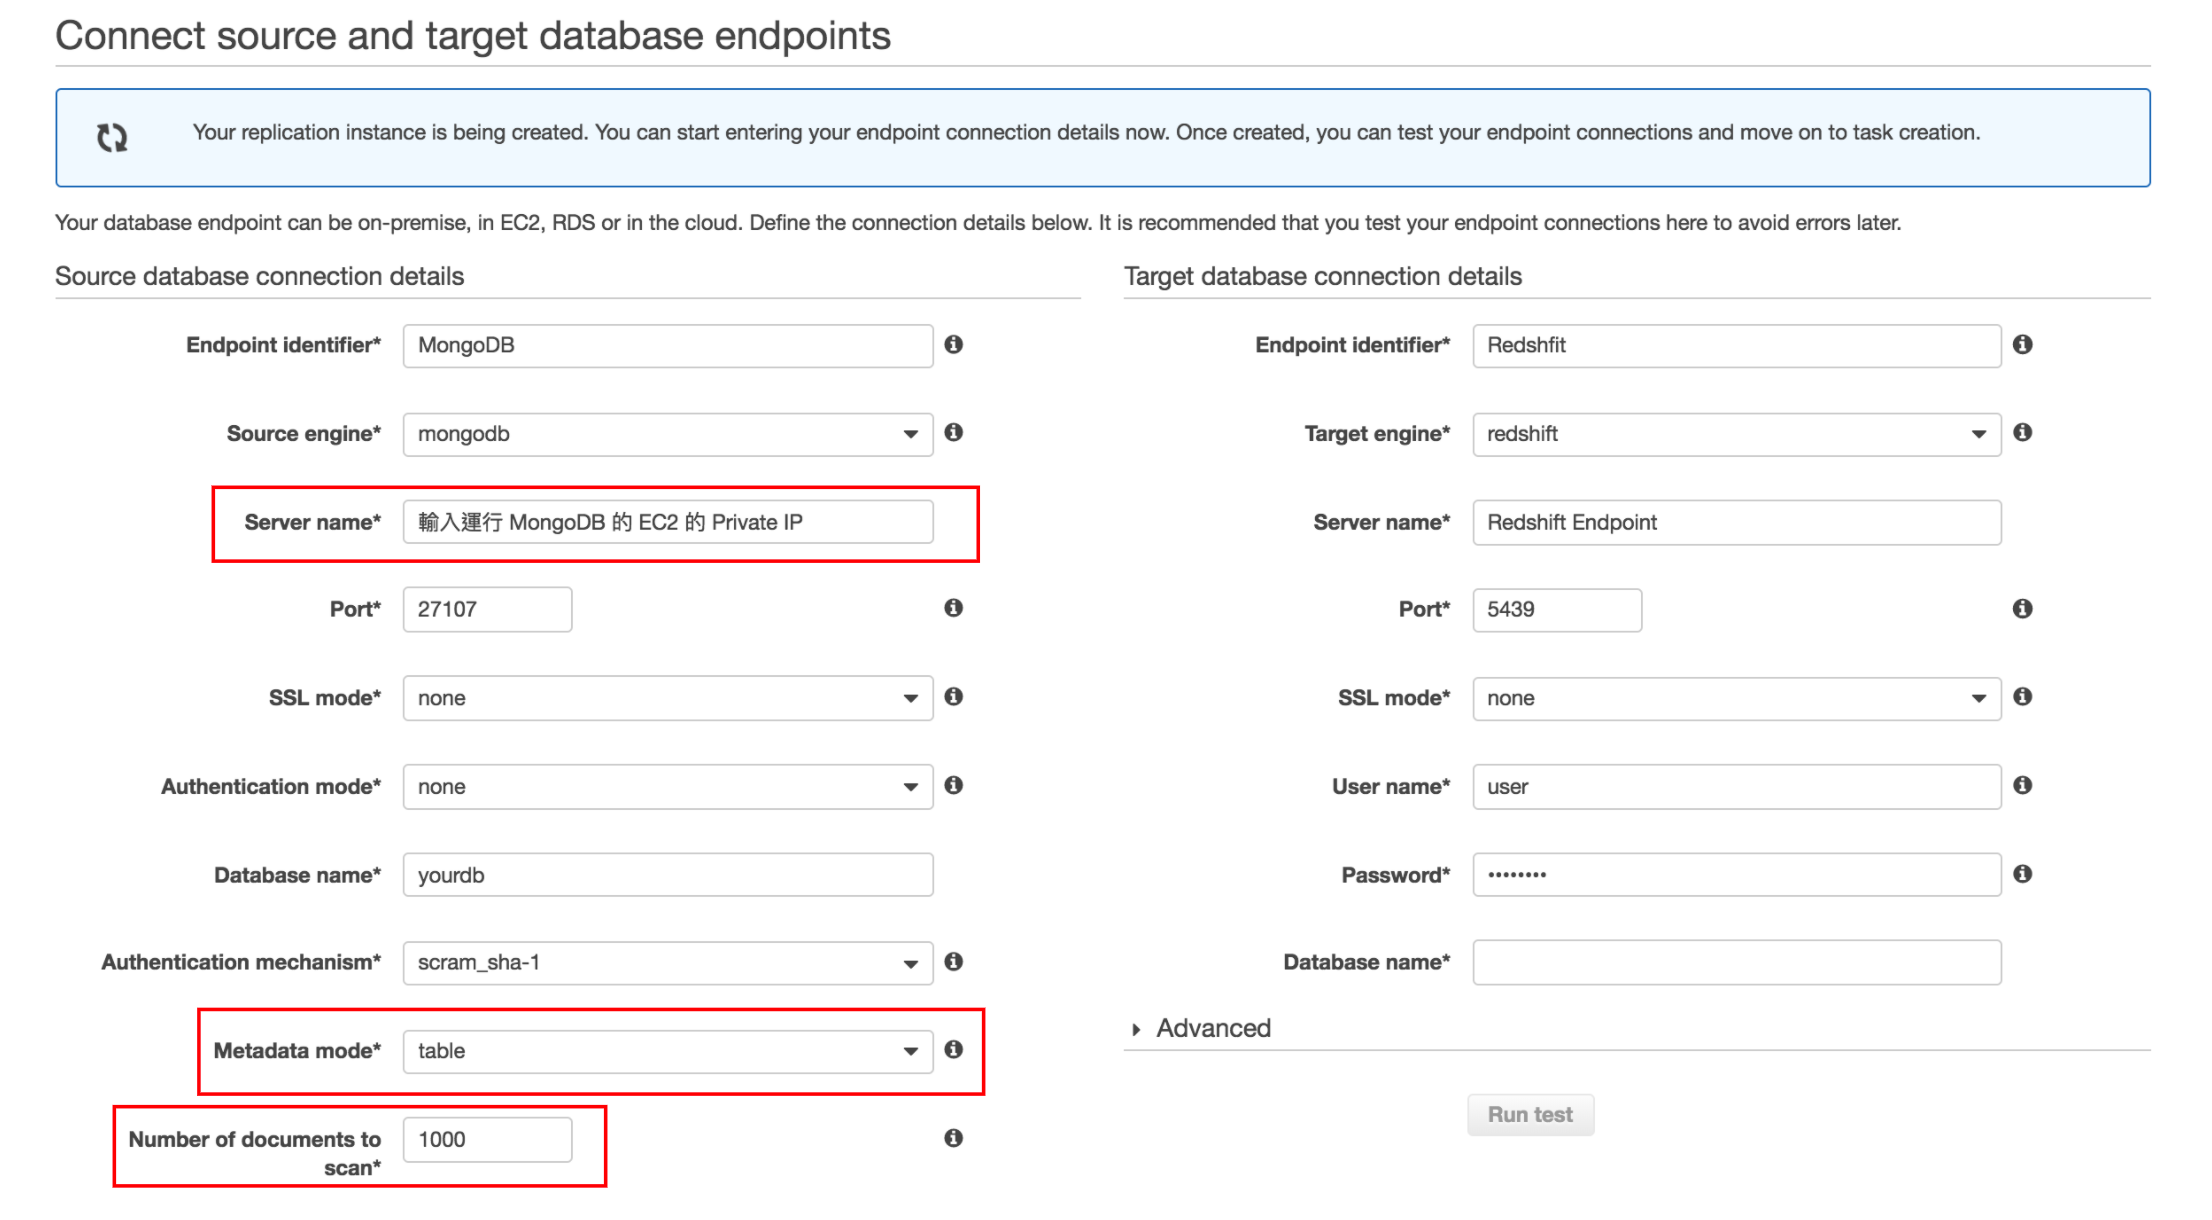 Connect source and target database endpoints
Your replication instance is being created. You can start entering your endpoint connection details now. Once created, you can test your endpoint connections and move on to task creation.
Your database endpoint can be on-premise, in EC2, RDS or in the cloud. Define the connection details below. It is recommended that you test your endpoint connections here to avoid errors later.
Source database connection details
Endpoint identifier* MongoDB
Source engine* mongodb
Server name* 輸入運行 MongoDB 的 EC2 的 Private IP
Port* 27107
SSL mode* none
Authentication mode* none
Database name* yourdb
Authentication mechanism* scram_sha-1
Metadata mode* table
Number of documents to 1000
scan*
Target database connection details
Endpoint identifier* Redshfit
Target engine* redshift
Server name* Redshift Endpoint
Port* 5439
SSL mode* none
User name* user
Password* ••••••••
Database name*
Advanced
Run test